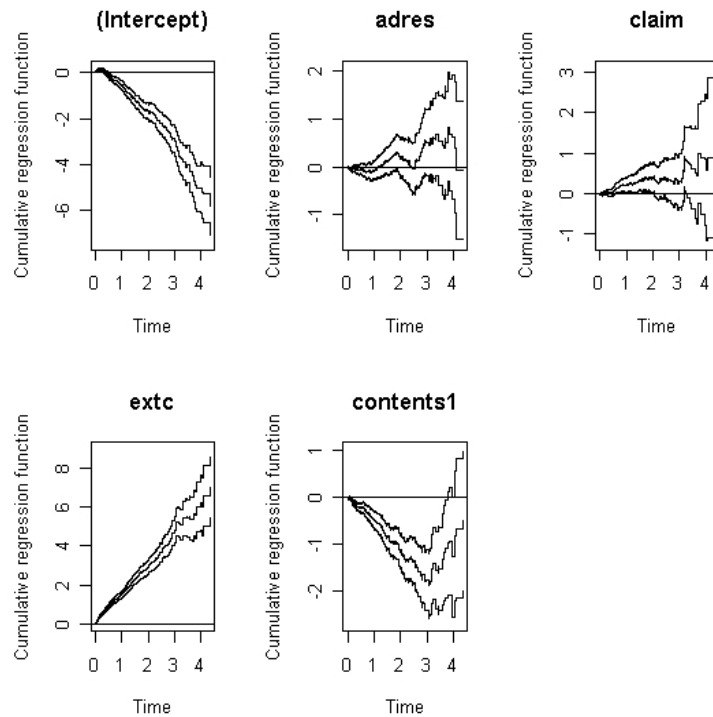 (Intercept)
Cumulative regression function
0
-2
-4
-6
0 1 2 3 4
Time
adres
Cumulative regression function
2
1
0
-1
0 1 2 3 4
Time
claim
Cumulative regression function
3
2
1
0
-1
0 1 2 3 4
Time
extc
Cumulative regression function
8
6
4
2
0
0 1 2 3 4
Time
contents1
Cumulative regression function
1
0
-1
-2
0 1 2 3 4
Time